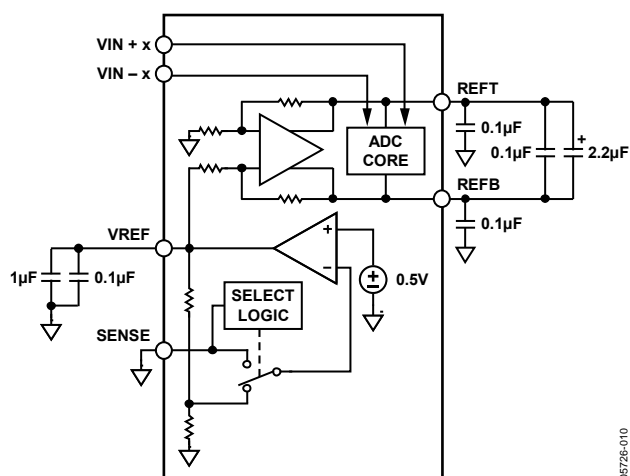 VIN + x
VIN – x
REFT
0.1µF
0.1µF
+
2.2µF
ADC
CORE
REFB
0.1µF
VREF
1µF
0.1µF
+
–
+
–
0.5V
SELECT
LOGIC
SENSE
05726-010